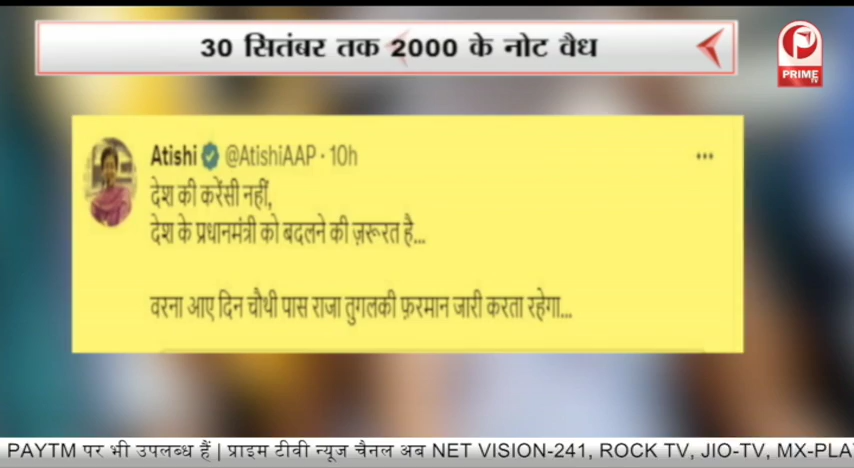 30 सितंबर तक 2000 के नोट वैध
P
PRIME
TV
Atishi @AtishiAAP · 10h
देश की करेंसी नहीं,
देश के प्रधानमंत्री को बदलने की ज़रूरत है...
वरना आए दिन चौथी पास राजा तुगलकी फ़रमान जारी करता रहेगा...
PAYTM पर भी उपलब्ध हैं | प्राइम टीवी न्यूज चैनल अब NET VISION-241, ROCK TV, JIO-TV, MX-PLA